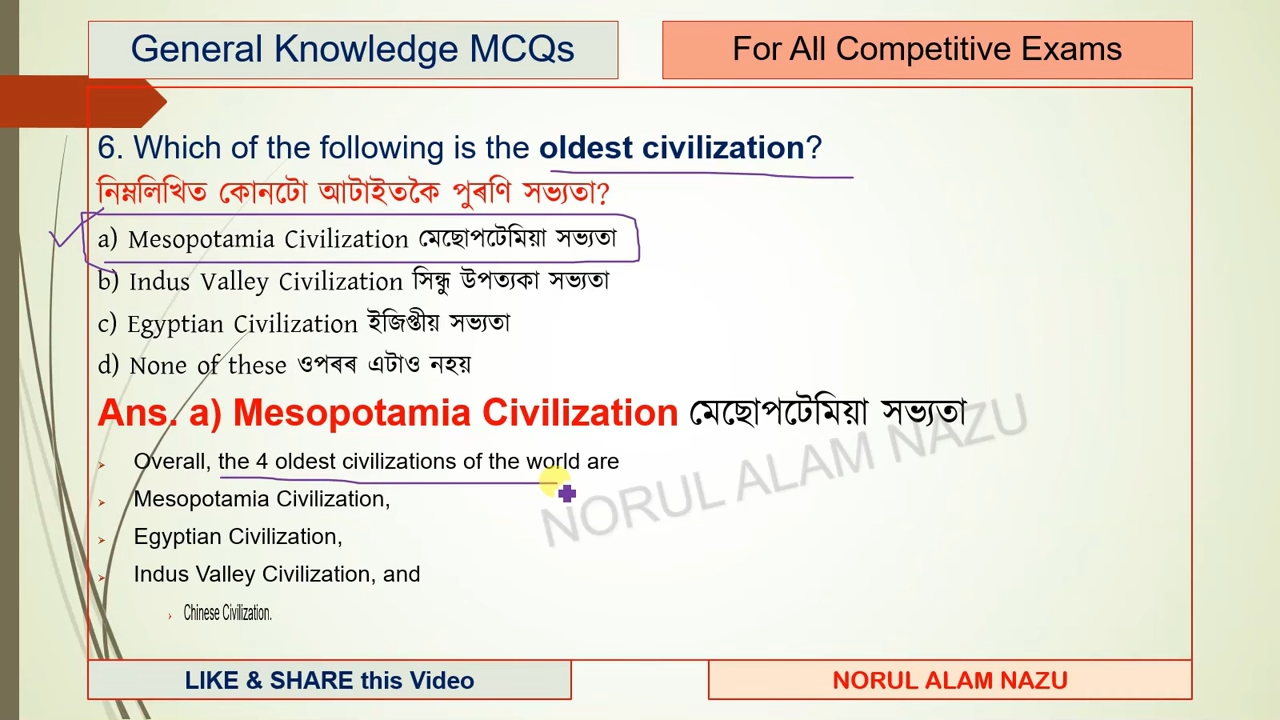 General Knowledge MCQs
For All Competitive Exams
6. Which of the following is the oldest civilization?
নিম্নলিখিত কোনটো আটাইতকৈ পুৰণি সভ্যতা?
a) Mesopotamia Civilization মেছোপটেমিয়া সভ্যতা
b) Indus Valley Civilization সিন্ধু উপত্যকা সভ্যতা
c) Egyptian Civilization ইজিপ্তীয় সভ্যতা
d) None of these ওপৰৰ এটাও নহয়
Ans. a) Mesopotamia Civilization মেছোপটেমিয়া সভ্যতা
Overall, the 4 oldest civilizations of the world are
Mesopotamia Civilization,
Egyptian Civilization,
Indus Valley Civilization, and
Chinese Civilization.
NORUL ALAM NAZU
LIKE & SHARE this Video
NORUL ALAM NAZU